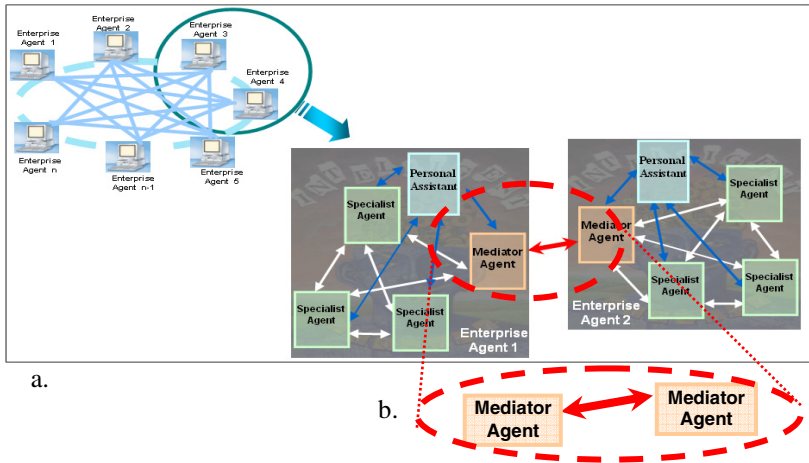 Enterprise
Agent 1
Enterprise
Agent 2
Enterprise
Agent 3
Enterprise
Agent 4
Enterprise
Agent n
Enterprise
Agent n-1
Enterprise
Agent 5
Personal
Assistant
Specialist
Agent
Mediator
Agent
Specialist
Agent
Specialist
Agent
Enterprise
Agent 1
Personal
Assistant
Specialist
Agent
Mediator
Agent
Specialist
Agent
Specialist
Agent
Enterprise
Agent 2
a.
b.
Mediator
Agent
Mediator
Agent